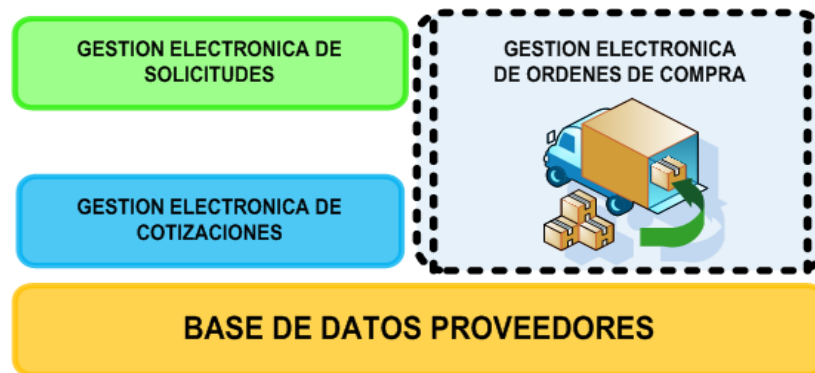 GESTION ELECTRONICA DE
SOLICITUDES
GESTION ELECTRONICA
DE ORDENES DE COMPRA
GESTION ELECTRONICA DE
COTIZACIONES
BASE DE DATOS PROVEEDORES